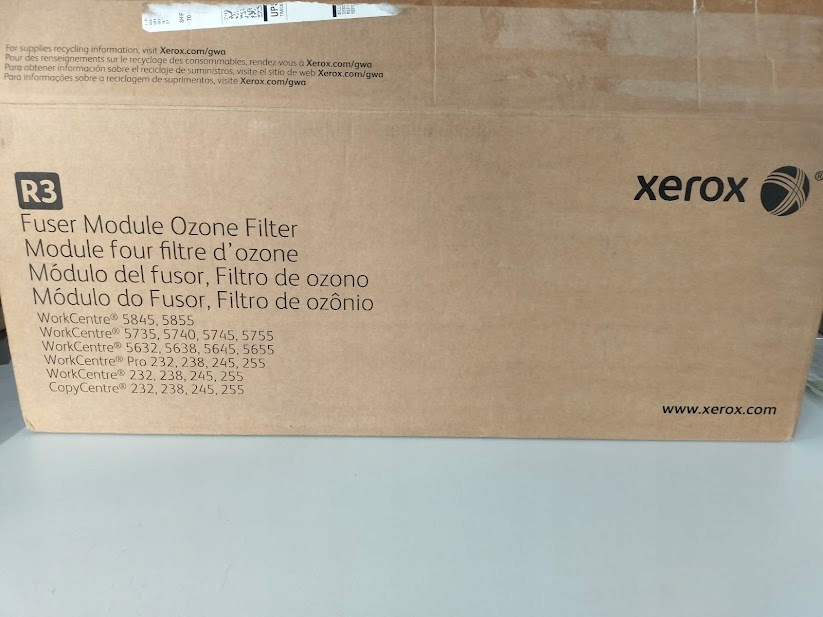 SHIP
TO
UP
For supplies recycling information, visit Xerox.com/gwa
Pour des renseignements sur le recyclage des consommables, rendez-vous à Xerox.com/gwa
Para obtener información sobre el reciclaje de suministros, visite el sitio de web Xerox.com/gwa
Para informações sobre a reciclagem de suprimentos, visite Xerox.com/gwa
R3
xerox ®
Fuser Module Ozone Filter
Module four filtre d'ozone
Módulo del fusor, Filtro de ozono
Módulo do Fusor, Filtro de ozônio
WorkCentre® 5845, 5855
WorkCentre® 5735, 5740, 5745, 5755
WorkCentre® 5632, 5638, 5645, 5655
WorkCentre® Pro 232, 238, 245, 255
WorkCentre® 232, 238, 245, 255
CopyCentre® 232, 238, 245, 255
www.xerox.com